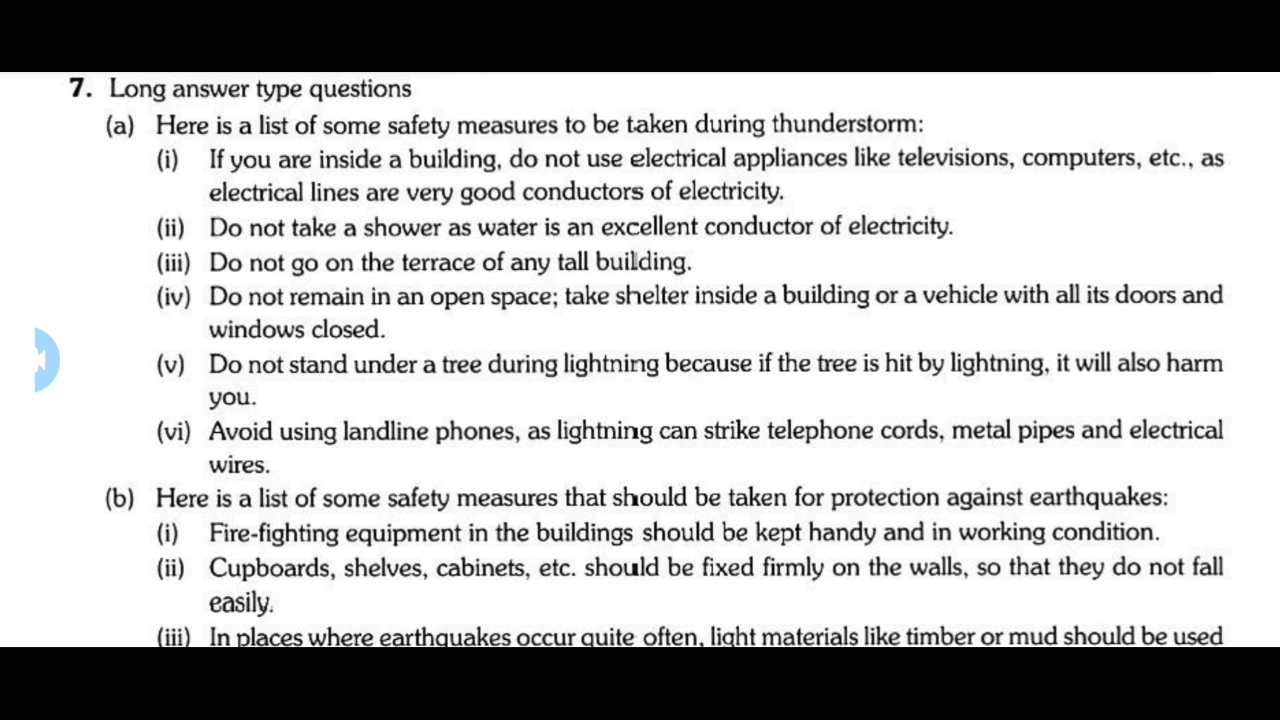 7. Long answer type questions
(a) Here is a list of some safety measures to be taken during thunderstorm:
(i) If you are inside a building, do not use electrical appliances like televisions, computers, etc., as
electrical lines are very good conductors of electricity.
(ii) Do not take a shower as water is an excellent conductor of electricity.
(iii) Do not go on the terrace of any tall building.
(iv) Do not remain in an open space; take shelter inside a building or a vehicle with all its doors and
windows closed.
(v) Do not stand under a tree during lightning because if the tree is hit by lightning, it will also harm
you.
(vi) Avoid using landline phones, as lightning can strike telephone cords, metal pipes and electrical
wires.
(b) Here is a list of some safety measures that should be taken for protection against earthquakes:
(i) Fire-fighting equipment in the buildings should be kept handy and in working condition.
(ii) Cupboards, shelves, cabinets, etc. should be fixed firmly on the walls, so that they do not fall
easily.
(iii) In places where earthquakes occur quite often, light materials like timber or mud should be used